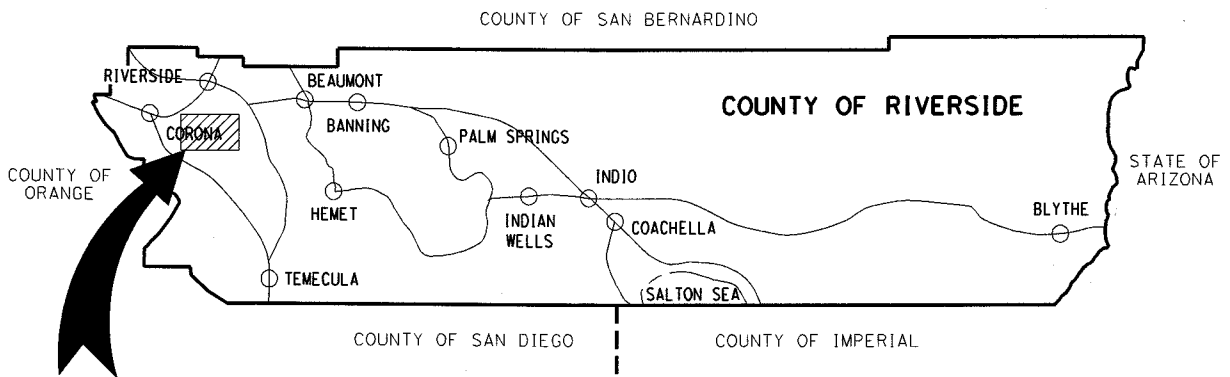 COUNTY OF SAN BERNARDINO
RIVERSIDE
BEAUMONT
COUNTY OF RIVERSIDE
BANNING
CORONA
PALM SPRINGS
COUNTY OF
ORANGE
STATE OF
ARIZONA
INDIO
HEMET
INDIAN
WELLS
COACHELLA
BLYTHE
TEMECULA
SALTON SEA
COUNTY OF SAN DIEGO
COUNTY OF IMPERIAL